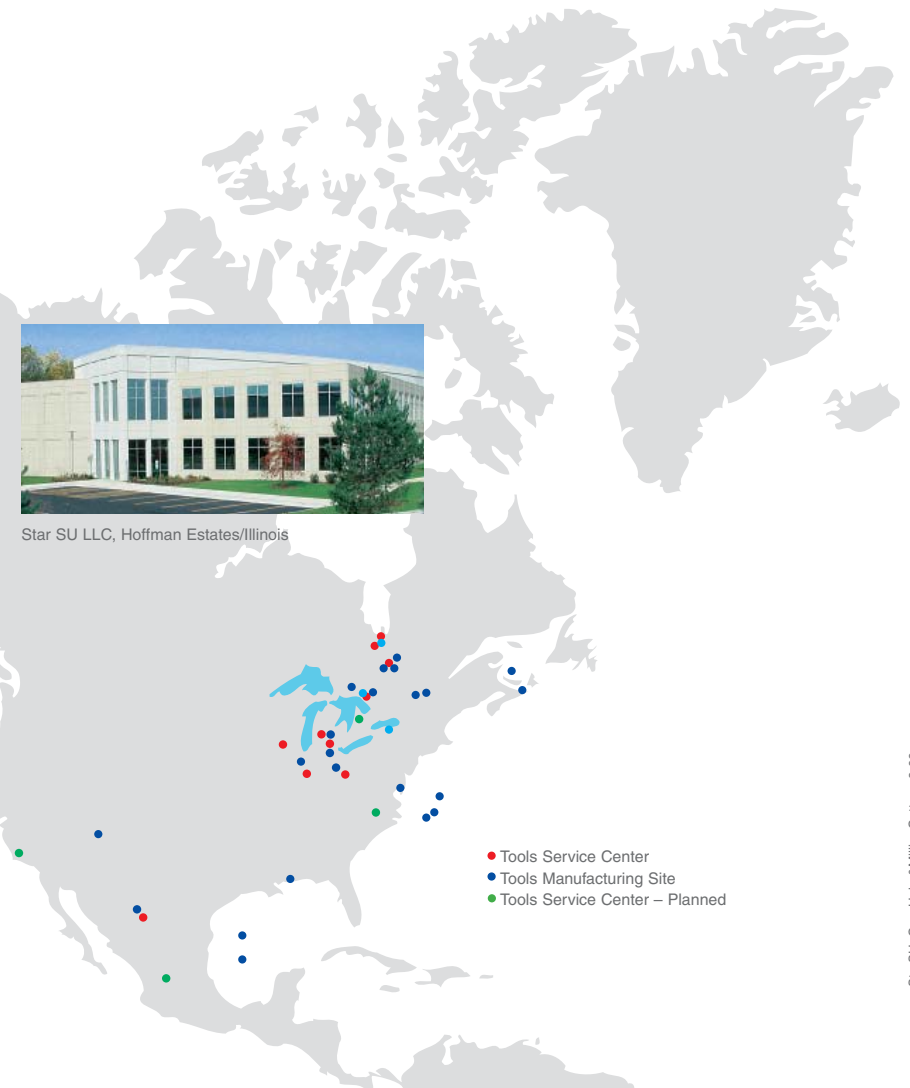 Star SU LLC, Hoffman Estates/Illinois
Tools Service Center
Tools Manufacturing Site
Tools Service Center – Planned